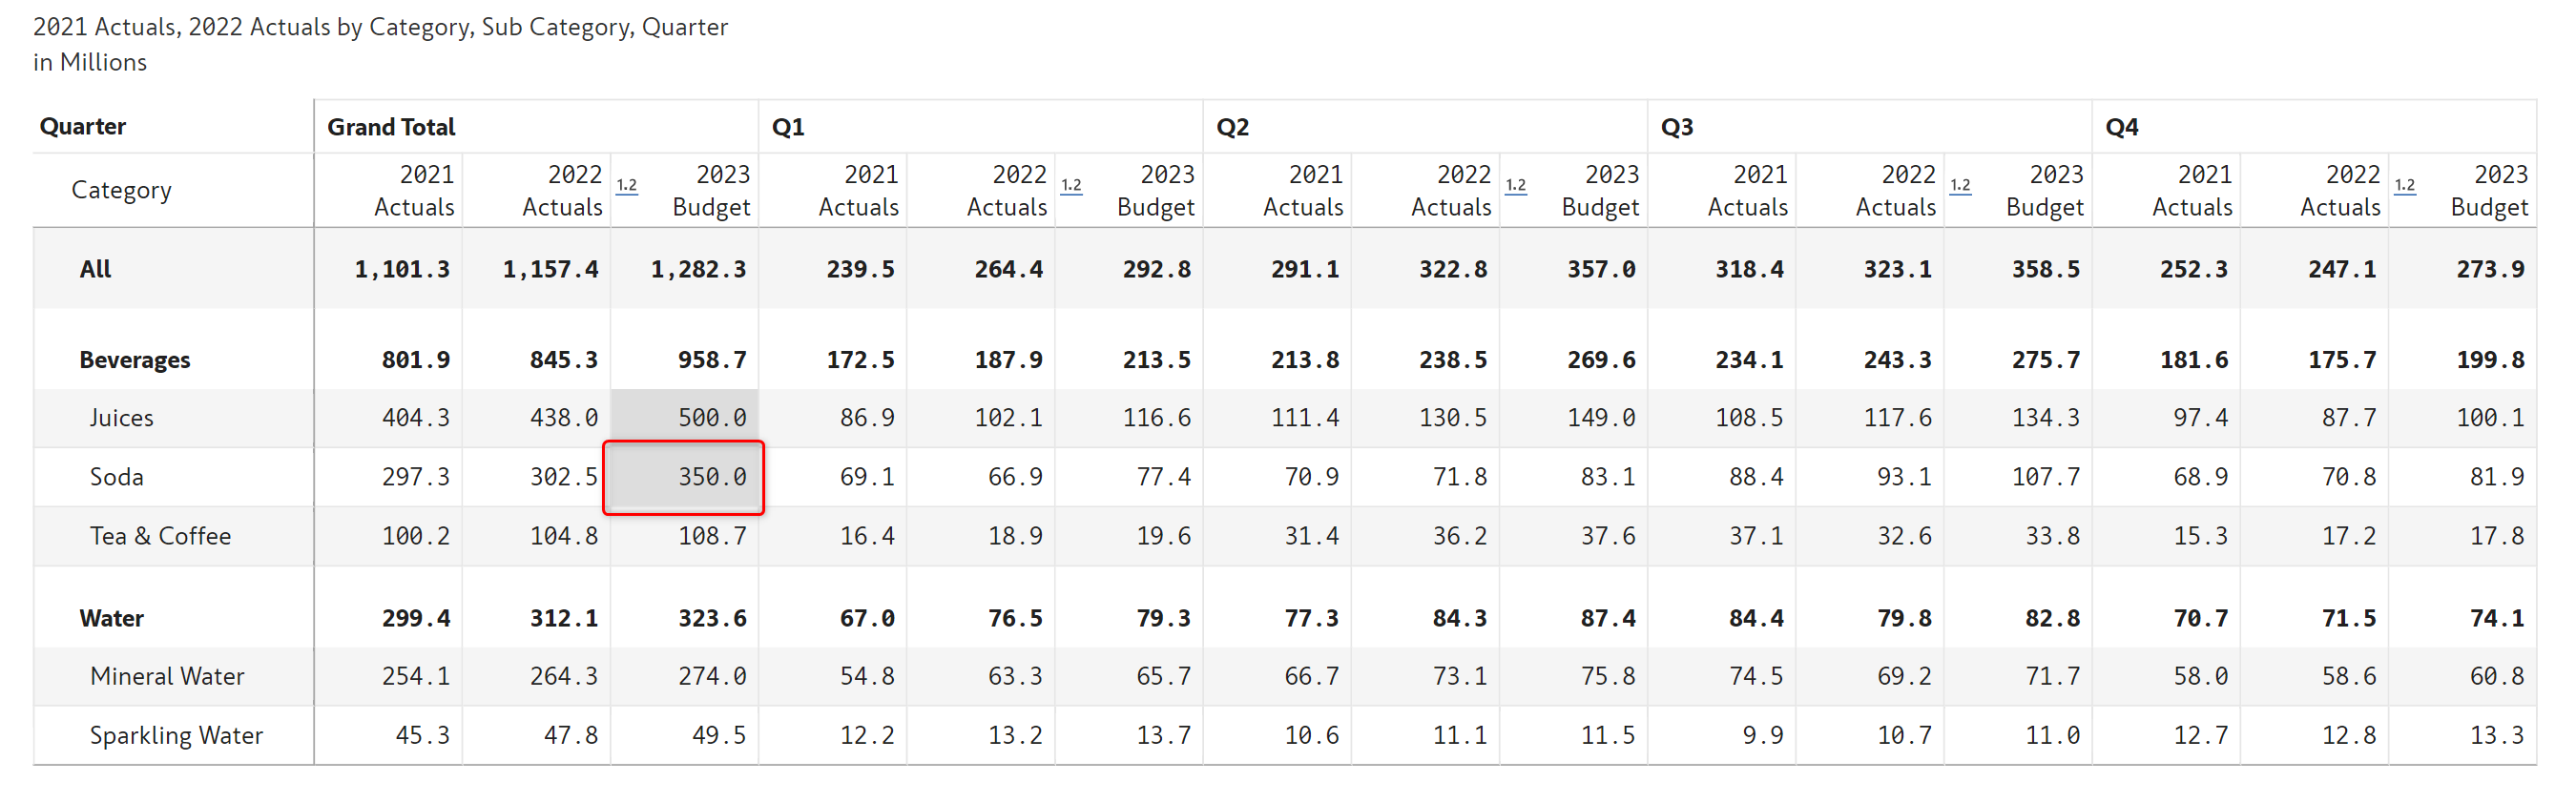 2021 Actuals, 2022 Actuals by Category, Sub Category, Quarter
in Millions
Quarter Grand Total Q1 Q2 Q3 Q4
Category 2021 Actuals 2022 Actuals 1.2 2023 Budget 2021 Actuals 2022 Actuals 1.2 2023 Budget 2021 Actuals 2022 Actuals 1.2 2023 Budget 2021 Actuals 2022 Actuals 1.2 2023 Budget 2021 Actuals 2022 Actuals 1.2 2023 Budget
All 1,101.3 1,157.4 1,282.3 239.5 264.4 292.8 291.1 322.8 357.0 318.4 323.1 358.5 252.3 247.1 273.9
Beverages 801.9 845.3 958.7 172.5 187.9 213.5 213.8 238.5 269.6 234.1 243.3 275.7 181.6 175.7 199.8
Juices 404.3 438.0 500.0 86.9 102.1 116.6 111.4 130.5 149.0 108.5 117.6 134.3 97.4 87.7 100.1
Soda 297.3 302.5 350.0 69.1 66.9 77.4 70.9 71.8 83.1 88.4 93.1 107.7 68.9 70.8 81.9
Tea & Coffee 100.2 104.8 108.7 16.4 18.9 19.6 31.4 36.2 37.6 37.1 32.6 33.8 15.3 17.2 17.8
Water 299.4 312.1 323.6 67.0 76.5 79.3 77.3 84.3 87.4 84.4 79.8 82.8 70.7 71.5 74.1
Mineral Water 254.1 264.3 274.0 54.8 63.3 65.7 66.7 73.1 75.8 74.5 69.2 71.7 58.0 58.6 60.8
Sparkling Water 45.3 47.8 49.5 12.2 13.2 13.7 10.6 11.1 11.5 9.9 10.7 11.0 12.7 12.8 13.3